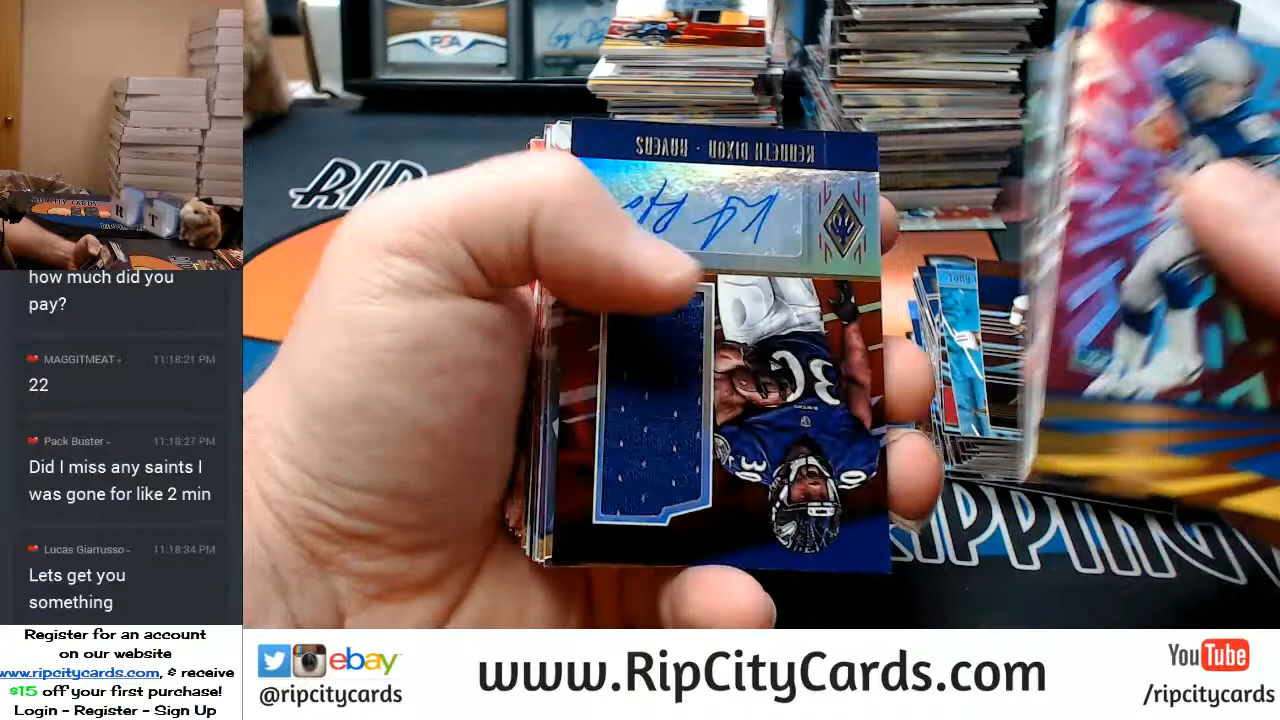 how much did you
pay?
MAGGITMEAT - 11:18:21 PM
22
Pack Buster - 11:18:27 PM
Did I miss any saints I
was gone for like 2 min
Lucas Giarrusso - 11:18:34 PM
Lets get you
something
Register for an account
on our website
www.ripcitycards.com, & receive
$15 off your first purchase!
Login - Register - Sign Up
PSA
RIP
KENNETH DIXON - RAVENS
30
RIPPING
R
T
ebay
@ripcitycards
www.RipCityCards.com
YouTube
/ripcitycards